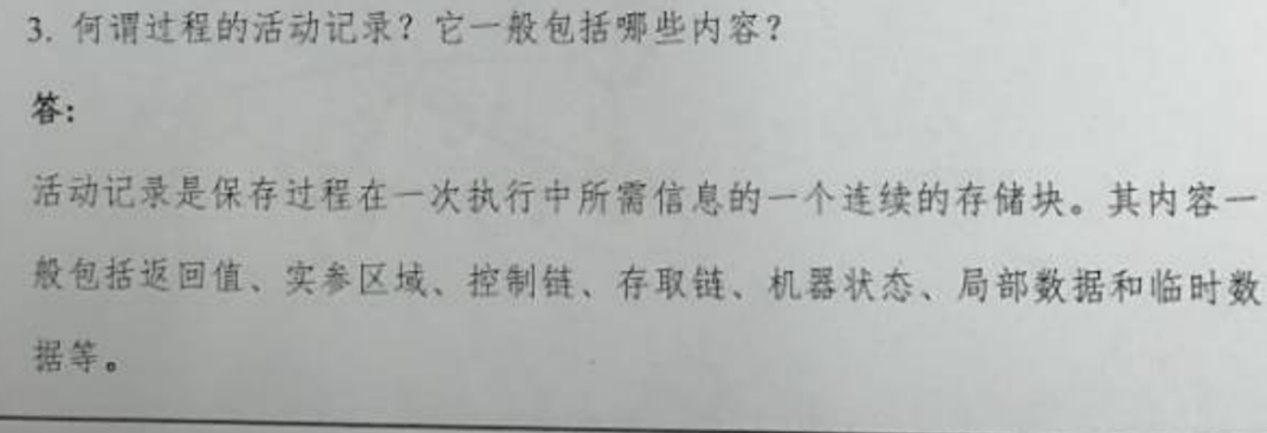 3. 何谓过程的活动记录？它一般包括哪些内容？
答：
活动记录是保存过程在一次执行中所需信息的一个连续的存储块。其内容一
般包括返回值、实参区域、控制链、存取链、机器状态、局部数据和临时数
据等。